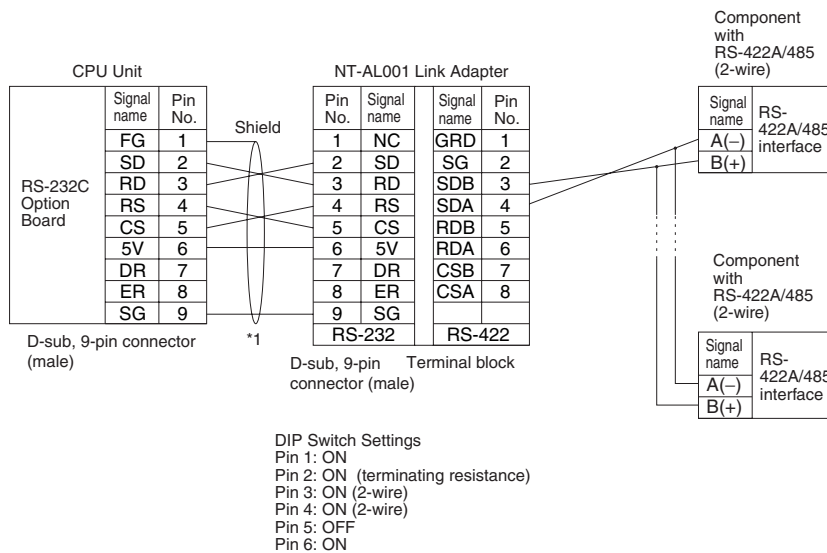 Component
with
RS-422A/485
(2-wire)
CPU Unit
NT-AL001 Link Adapter
Signal name Pin No.
Shield
Pin No. Signal name
Signal name Pin No.
Signal name
RS-422A/485 interface
RS-232C Option Board
FG 1
SD 2
RD 3
RS 4
CS 5
5V 6
DR 7
ER 8
SG 9
*1
1 NC
2 SD
3 RD
4 RS
5 CS
6 5V
7 DR
8 ER
9 SG
RS-232
GRD 1
SG 2
SDB 3
SDA 4
RDB 5
RDA 6
CSB 7
CSA 8
RS-422
A(−)
B(+)
Component
with
RS-422A/485
(2-wire)
Signal name
RS-422A/485 interface
A(−)
B(+)
D-sub, 9-pin connector
(male)
D-sub, 9-pin
connector (male)
Terminal block
DIP Switch Settings
Pin 1: ON
Pin 2: ON (terminating resistance)
Pin 3: ON (2-wire)
Pin 4: ON (2-wire)
Pin 5: OFF
Pin 6: ON